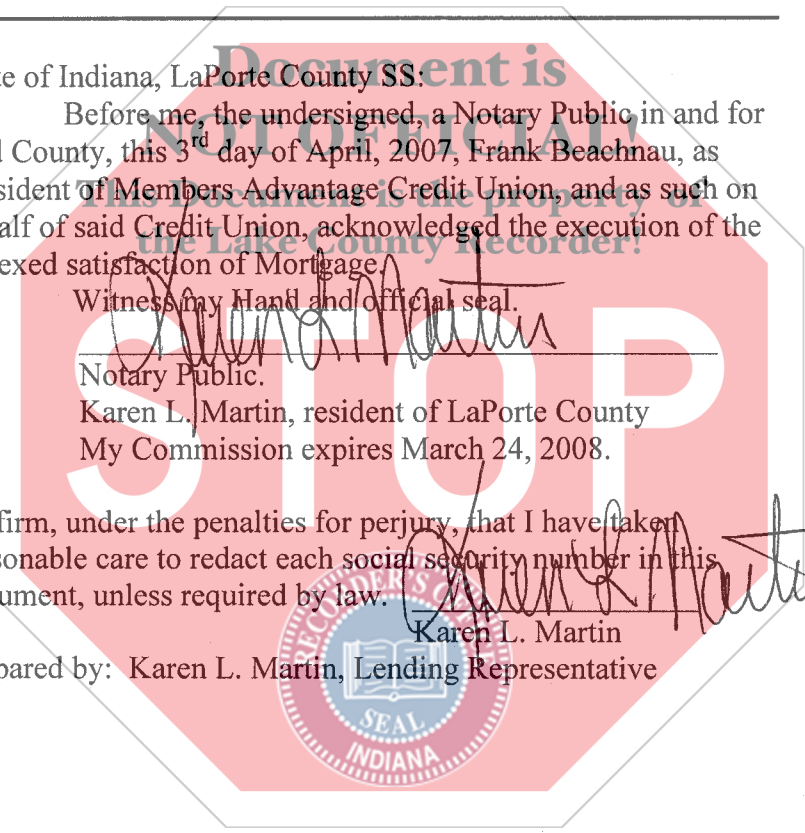 Document is
NOT OFFICIAL!
This Document is the property of
the Lake County Recorder!
te of Indiana, LaPorte County SS:
Before me, the undersigned, a Notary Public in and for
d County, this 3rd day of April, 2007, Frank Beachnau, as
sident of Members Advantage Credit Union, and as such on
alf of said Credit Union, acknowledged the execution of the
exed satisfaction of Mortgage.
Witness my Hand and official seal.
Karen L Martin
Notary Public.
Karen L. Martin, resident of LaPorte County
My Commission expires March 24, 2008.
STOP
firm, under the penalties for perjury, that I have taken
sonable care to redact each social security number in this
ument, unless required by law.
Karen L Martin
Karen L. Martin
pared by: Karen L. Martin, Lending Representative
RECORDER'S OFFICE
SEAL
INDIANA